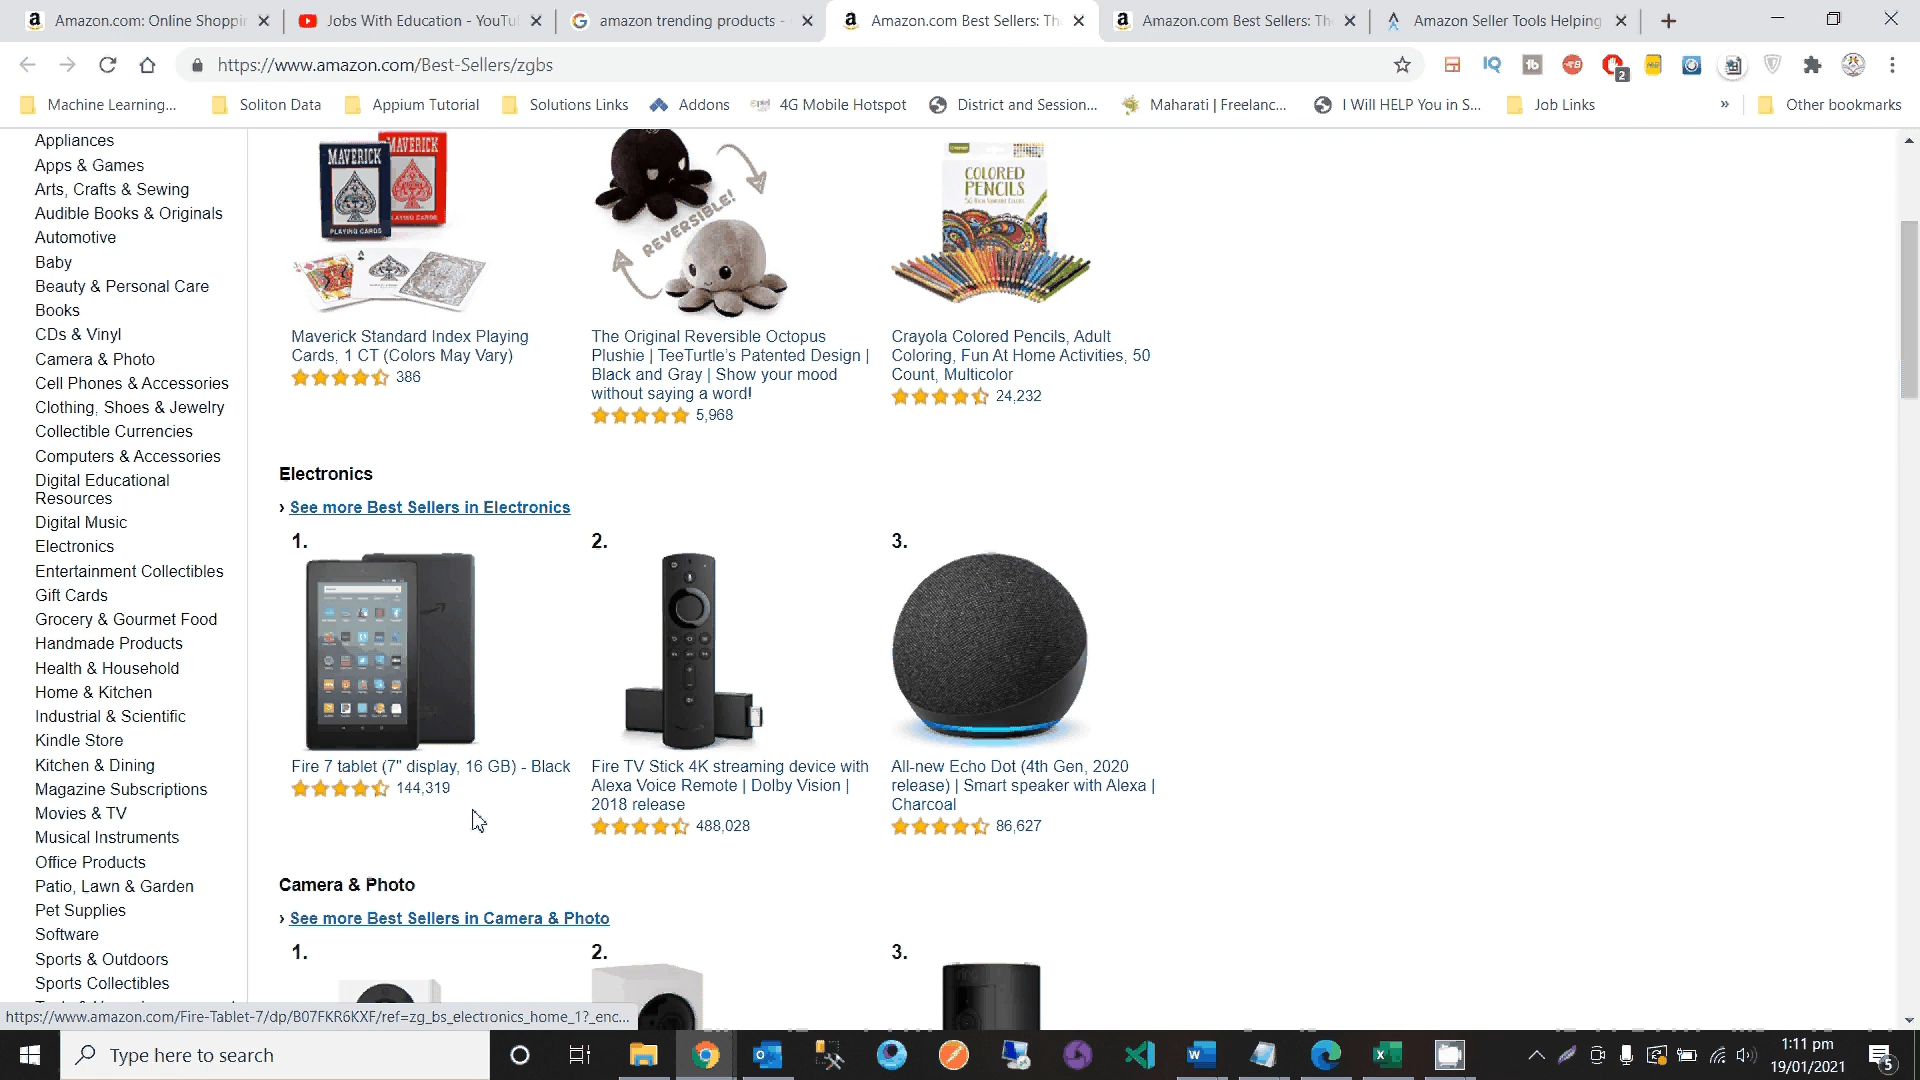 Amazon.com: Online Shoppin
Jobs With Education - YouTu
amazon trending products -
Amazon.com Best Sellers: Th
Amazon.com Best Sellers: Th
Amazon Seller Tools Helping
https://www.amazon.com/Best-Sellers/zgbs
2
Machine Learning...
Soliton Data
Appium Tutorial
Solutions Links
Addons
4G Mobile Hotspot
District and Session...
Maharati | Freelanc...
I Will HELP You in S...
Job Links
»
Other bookmarks
Appliances
Apps & Games
Arts, Crafts & Sewing
Audible Books & Originals
Automotive
Baby
Beauty & Personal Care
Books
CDs & Vinyl
Camera & Photo
Cell Phones & Accessories
Clothing, Shoes & Jewelry
Collectible Currencies
Computers & Accessories
Digital Educational
Resources
Digital Music
Electronics
Entertainment Collectibles
Gift Cards
Grocery & Gourmet Food
Handmade Products
Health & Household
Home & Kitchen
Industrial & Scientific
Kindle Store
Kitchen & Dining
Magazine Subscriptions
Movies & TV
Musical Instruments
Office Products
Patio, Lawn & Garden
Pet Supplies
Software
Sports & Outdoors
Sports Collectibles
MAVERICK
MAVERICK
PLAYING CARDS
PLAYING CARDS
REVERSIBLE!
COLORED
PENCILS
Maverick Standard Index Playing
Cards, 1 CT (Colors May Vary)
386
The Original Reversible Octopus
Plushie | TeeTurtle's Patented Design |
Black and Gray | Show your mood
without saying a word!
5,968
Crayola Colored Pencils, Adult
Coloring, Fun At Home Activities, 50
Count, Multicolor
24,232
Electronics
› See more Best Sellers in Electronics
1.
2.
3.
Fire 7 tablet (7" display, 16 GB) - Black
144,319
Fire TV Stick 4K streaming device with
Alexa Voice Remote | Dolby Vision |
2018 release
488,028
All-new Echo Dot (4th Gen, 2020
release) | Smart speaker with Alexa |
Charcoal
86,627
Camera & Photo
› See more Best Sellers in Camera & Photo
1.
2.
3.
ring
https://www.amazon.com/Fire-Tablet-7/dp/B07FKR6KXF/ref=zg_bs_electronics_home_1?_enc...
Type here to search
1:11 pm
19/01/2021
5